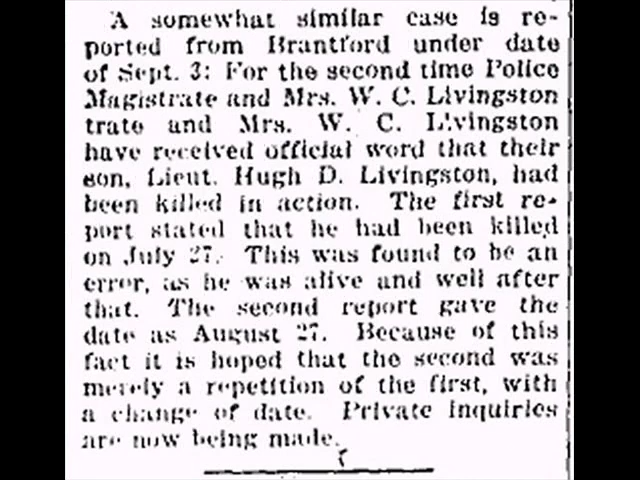 A somewhat similar case is re-
ported from Brantford under date
of Sept. 3: For the second time Police
Magistrate and Mrs. W. C. Livingston
trate and Mrs. W. C. Livingston
have received official word that their
son, Lieut. Hugh D. Livingston, had
been killed in action. The first re-
port stated that he had been killed
on July 27. This was found to be an
error, as he was alive and well after
that. The second report gave the
date as August 27. Because of this
fact it is hoped that the second was
merely a repetition of the first, with
a change of date. Private inquiries
are now being made.